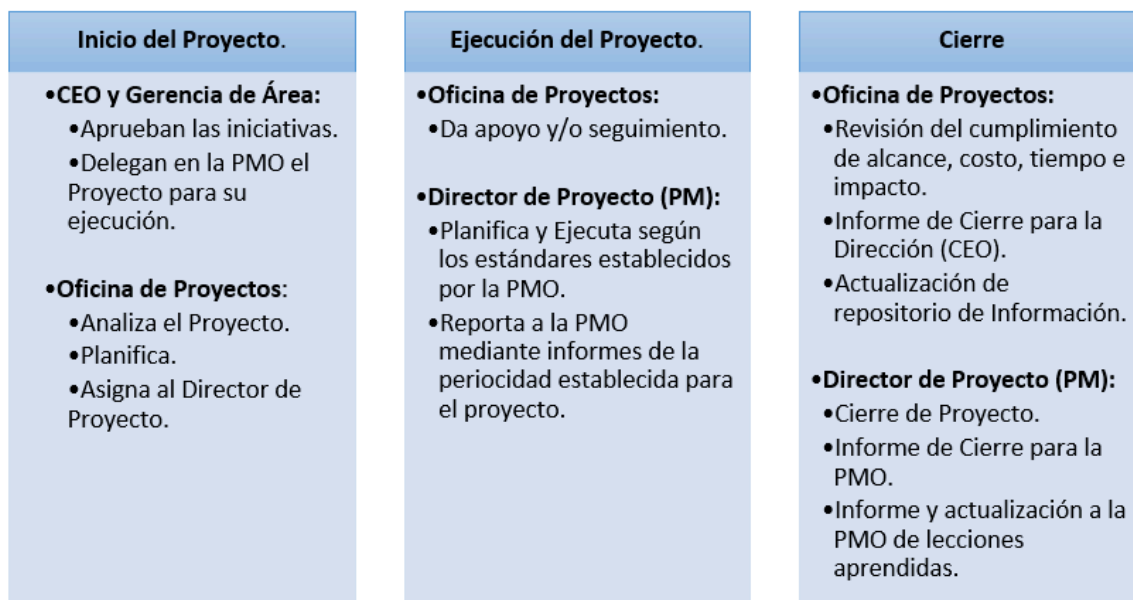 Inicio del Proyecto.
•CEO y Gerencia de Área:
•Aprueban las iniciativas.
•Delegan en la PMO el
Proyecto para su
ejecución.
•Oficina de Proyectos:
•Analiza el Proyecto.
•Planifica.
•Asigna al Director de
Proyecto.
Ejecución del Proyecto.
•Oficina de Proyectos:
•Da apoyo y/o seguimiento.
•Director de Proyecto (PM):
•Planifica y Ejecuta según
los estándares establecidos
por la PMO.
•Reporta a la PMO
mediante informes de la
periocidad establecida para
el proyecto.
Cierre
•Oficina de Proyectos:
•Revisión del cumplimiento
de alcance, costo, tiempo e
impacto.
•Informe de Cierre para la
Dirección (CEO).
•Actualización de
repositorio de Información.
•Director de Proyecto (PM):
•Cierre de Proyecto.
•Informe de Cierre para la
PMO.
•Informe y actualización a la
PMO de lecciones
aprendidas.